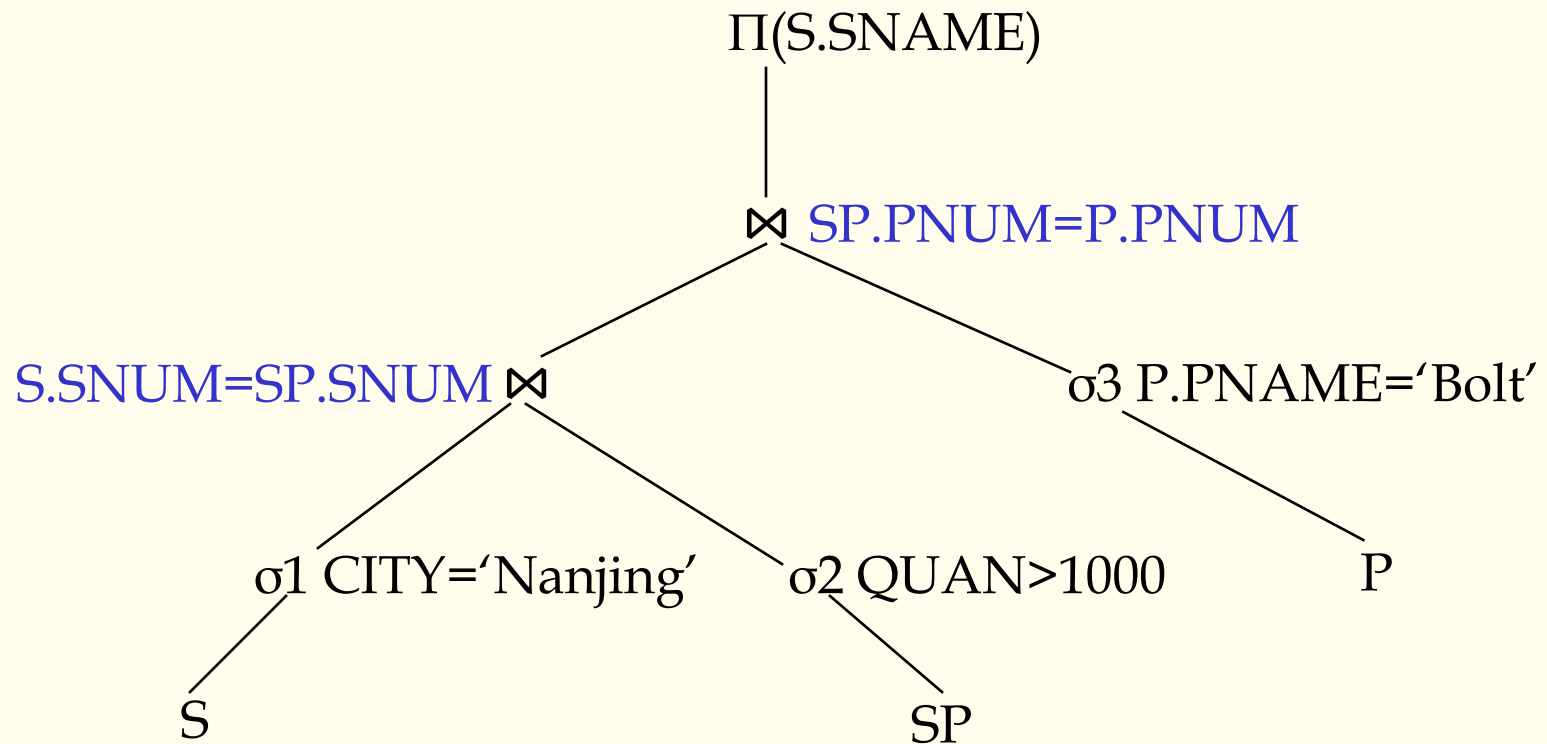 Π(S.SNAME)
⋈ SP.PNUM=P.PNUM
S.SNUM=SP.SNUM ⋈
σ3 P.PNAME=‘Bolt’
σ1 CITY=‘Nanjing’
σ2 QUAN>1000
P
S
SP